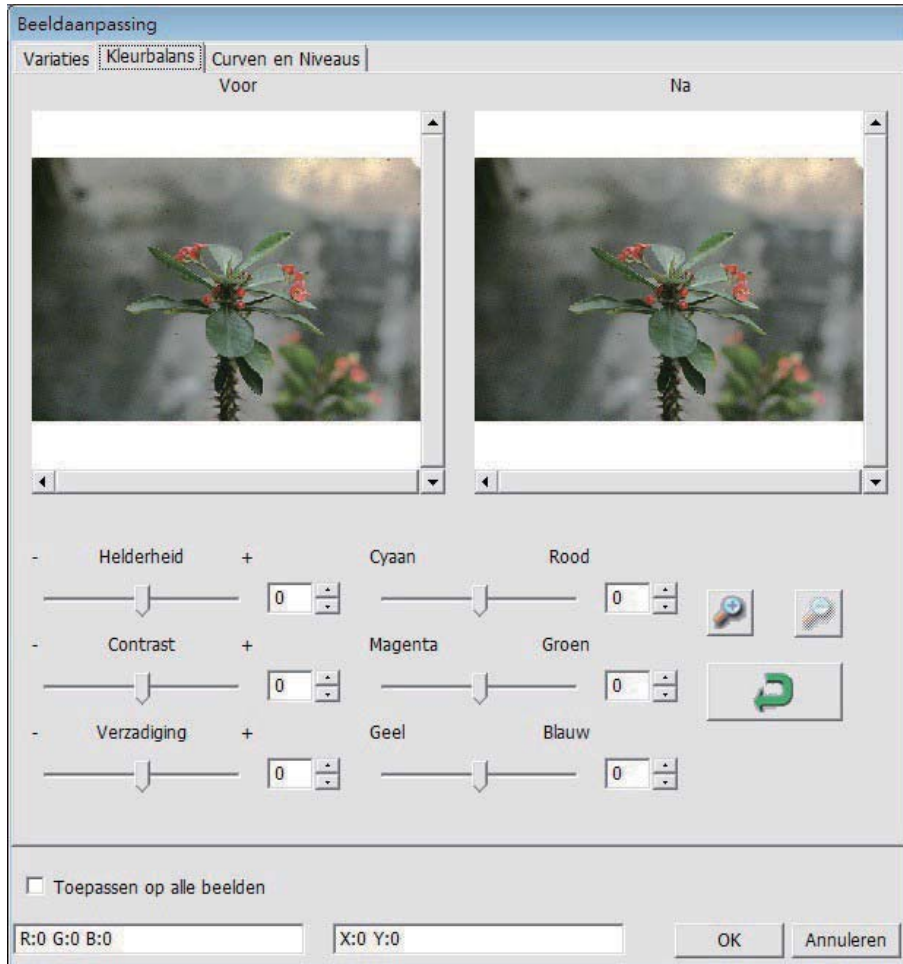 Beeldaanpassing
Variaties Kleurbalans Curven en Niveaus
Voor Na
- Helderheid + Cyaan Rood
0 0
- Contrast + Magenta Groen
0 0
- Verzadiging + Geel Blauw
0 0
Toepassen op alle beelden
R:0 G:0 B:0 X:0 Y:0 OK Annuleren